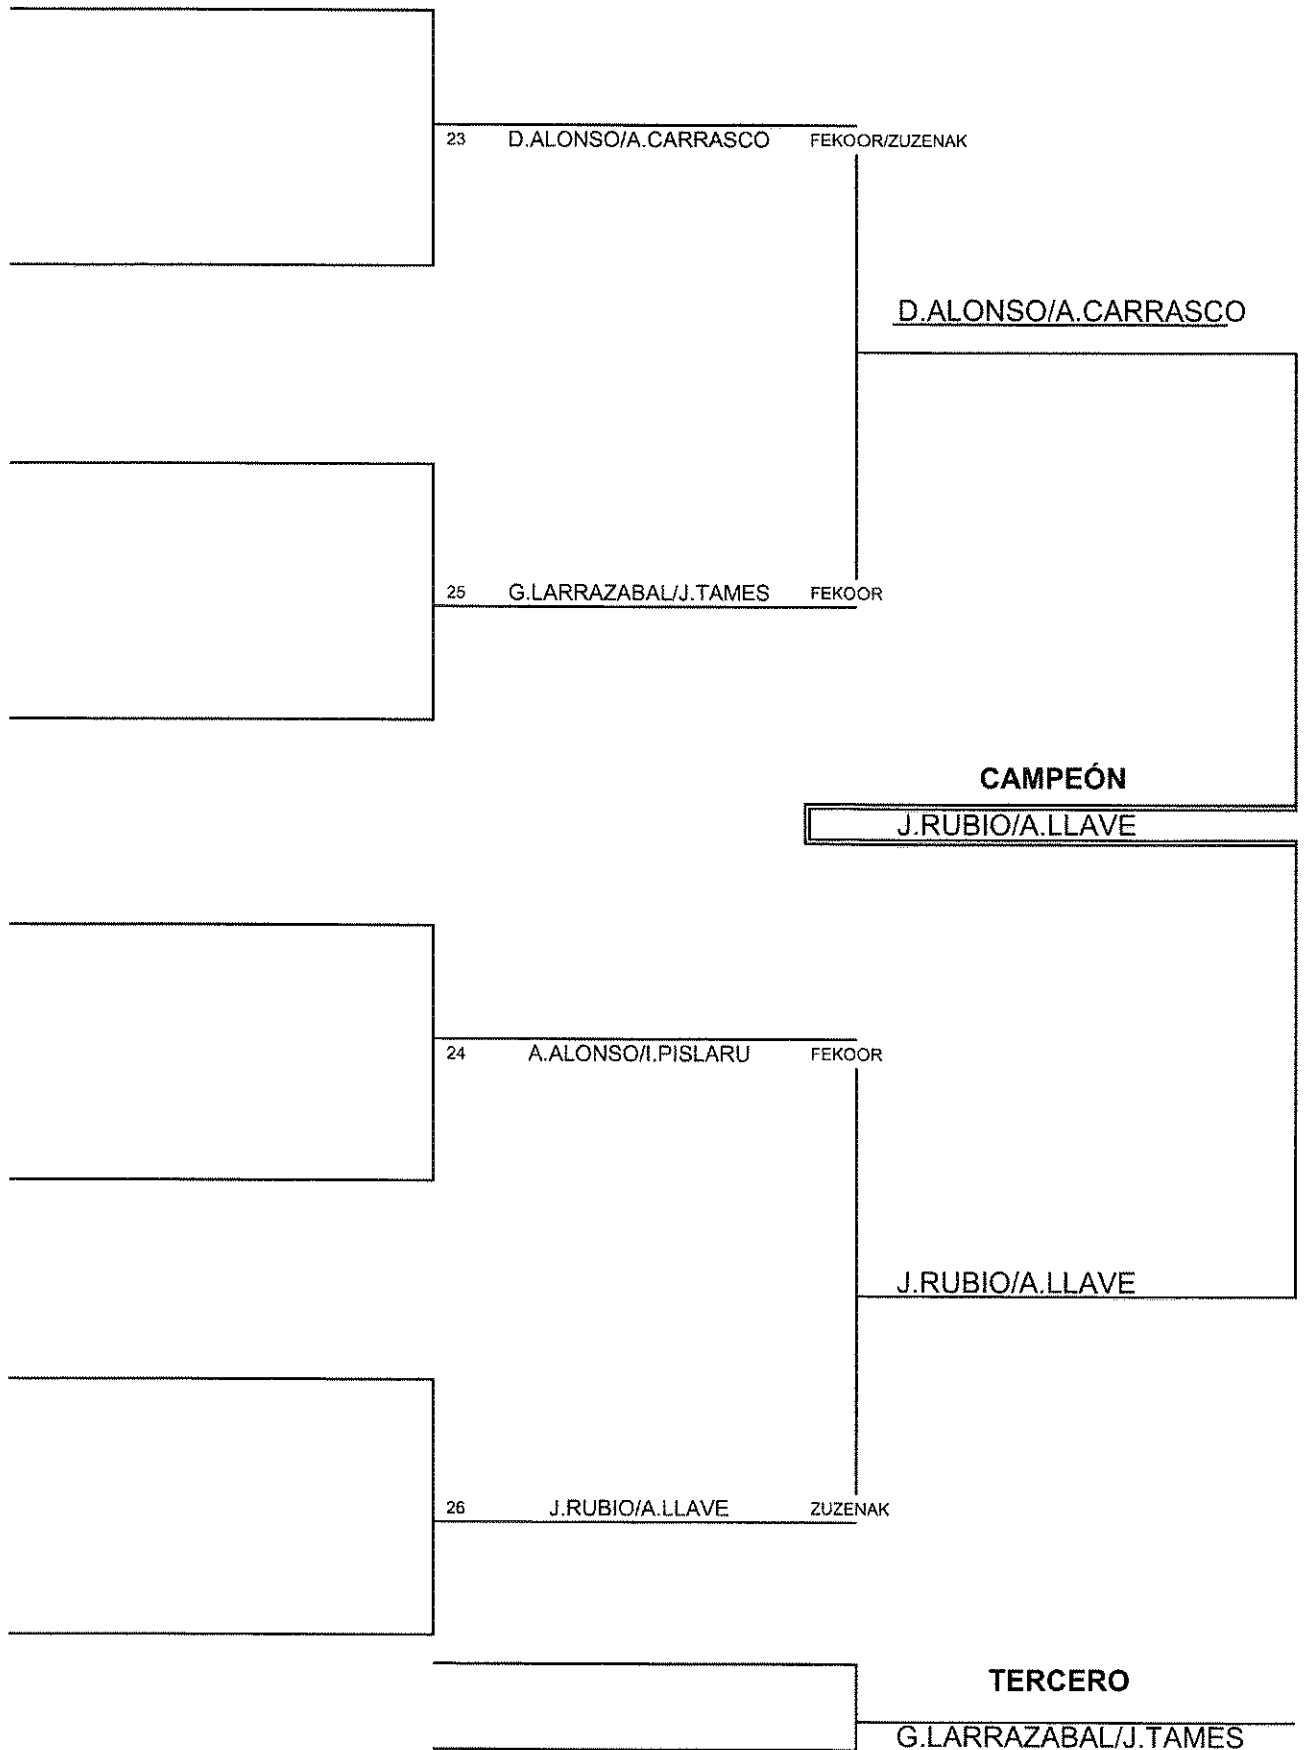 23 D.ALONSO/A.CARRASCO FEKOOR/ZUZENAK
D.ALONSO/A.CARRASCO
25 G.LARRAZABAL/J.TAMES FEKOOR
CAMPEÓN
J.RUBIO/A.LLAVE
24 A.ALONSO/I.PISLARU FEKOOR
J.RUBIO/A.LLAVE
26 J.RUBIO/A.LLAVE ZUZENAK
TERCERO
G.LARRAZABAL/J.TAMES